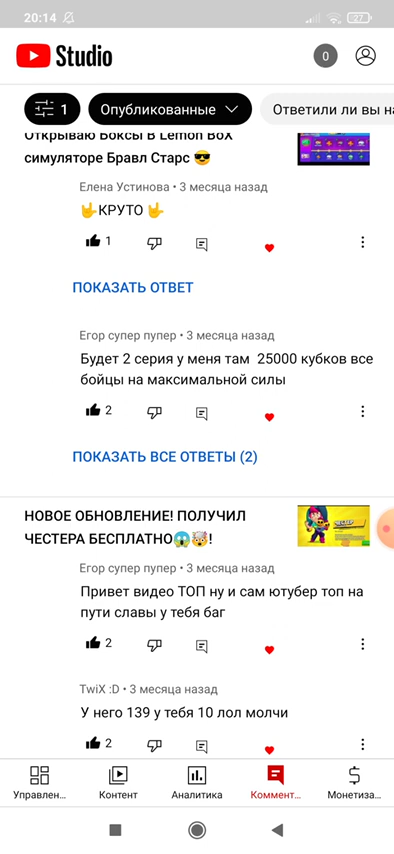 20:14
27
Studio
0
1
Опубликованные
Ответили ли вы на
Открываю Боксы В Lemon Box
симуляторе Бравл Старс 😎
Елена Устинова • 3 месяца назад
🤟КРУТО 🤟
1
ПОКАЗАТЬ ОТВЕТ
Егор супер пупер • 3 месяца назад
Будет 2 серия у меня там 25000 кубков все
бойцы на максимальной силы
2
ПОКАЗАТЬ ВСЕ ОТВЕТЫ (2)
НОВОЕ ОБНОВЛЕНИЕ! ПОЛУЧИЛ
ЧЕСТЕРА БЕСПЛАТНО😱🤯!
ЧЕСТЕР
Егор супер пупер • 3 месяца назад
Привет видео ТОП ну и сам ютубер топ на
пути славы у тебя баг
2
TwiX :D • 3 месяца назад
У него 139 у тебя 10 лол молчи
2
Управлен...
Контент
Аналитика
Коммент...
Монетиза...